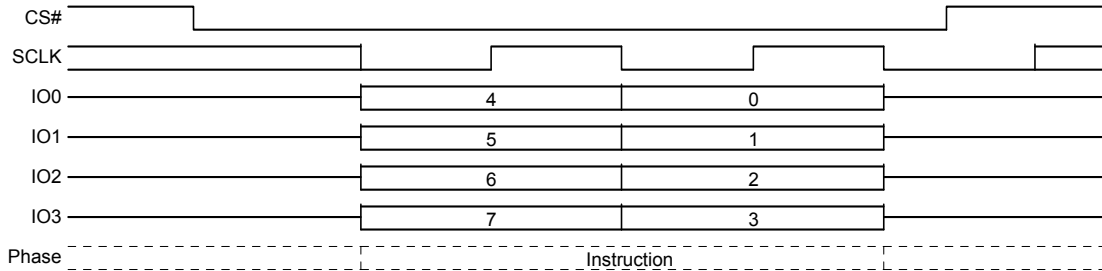 CS#
SCLK
IO0 4 0
IO1 5 1
IO2 6 2
IO3 7 3
Phase Instruction